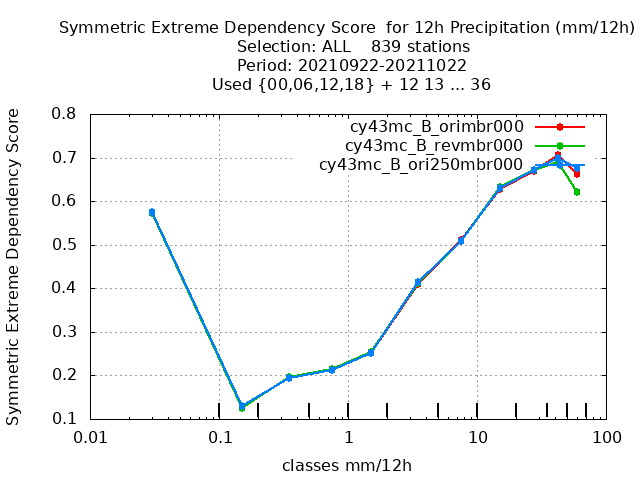 Symmetric Extreme Dependency Score  for 12h Precipitation (mm/12h)
Selection: ALL    839 stations
Period: 20210922-20211022
Used {00,06,12,18} + 12 13 ... 36
Symmetric Extreme Dependency Score
0.8
0.7
0.6
0.5
0.4
0.3
0.2
0.1
cy43mc_B_orimbr000
cy43mc_B_revmbr000
cy43mc_B_ori250mbr000
0.01 0.1 1 10 100
classes mm/12h